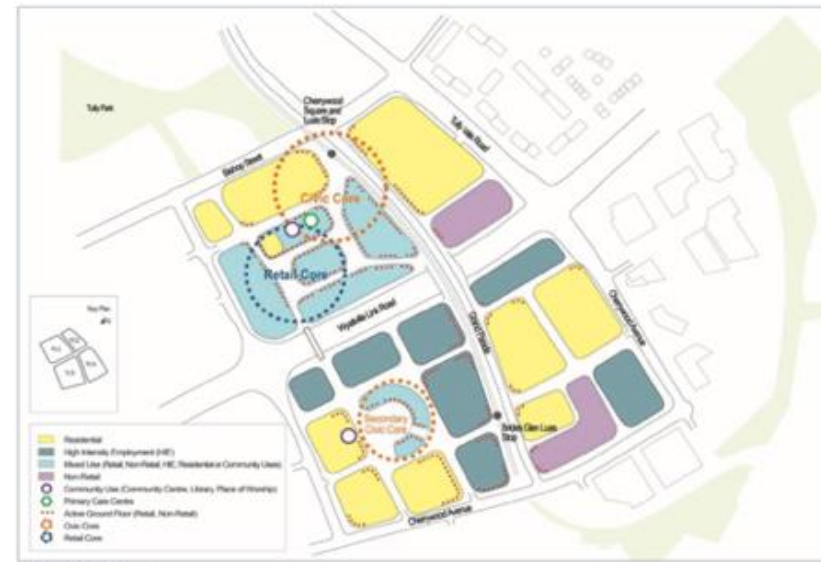 Tully Park
Cherrywood
Square and
Luas Stop
Tully Vale Road
Bishop Street
Civic Core
Retail Core
Wyattville Link Road
Grand Parade
Cherrywood Avenue
Key Plan
Secondary
Civic Core
Brides Glen Luas
Stop
Cherrywood Avenue
Residential
High Intensity Employment (HIE)
Mixed Use (Retail, Non-Retail, HIE, Residential or Community Uses)
Non-Retail
Community Use (Community Centre, Library, Place of Worship)
Primary Care Centre
Active Ground Floor (Retail, Non-Retail)
Civic Core
Retail Core